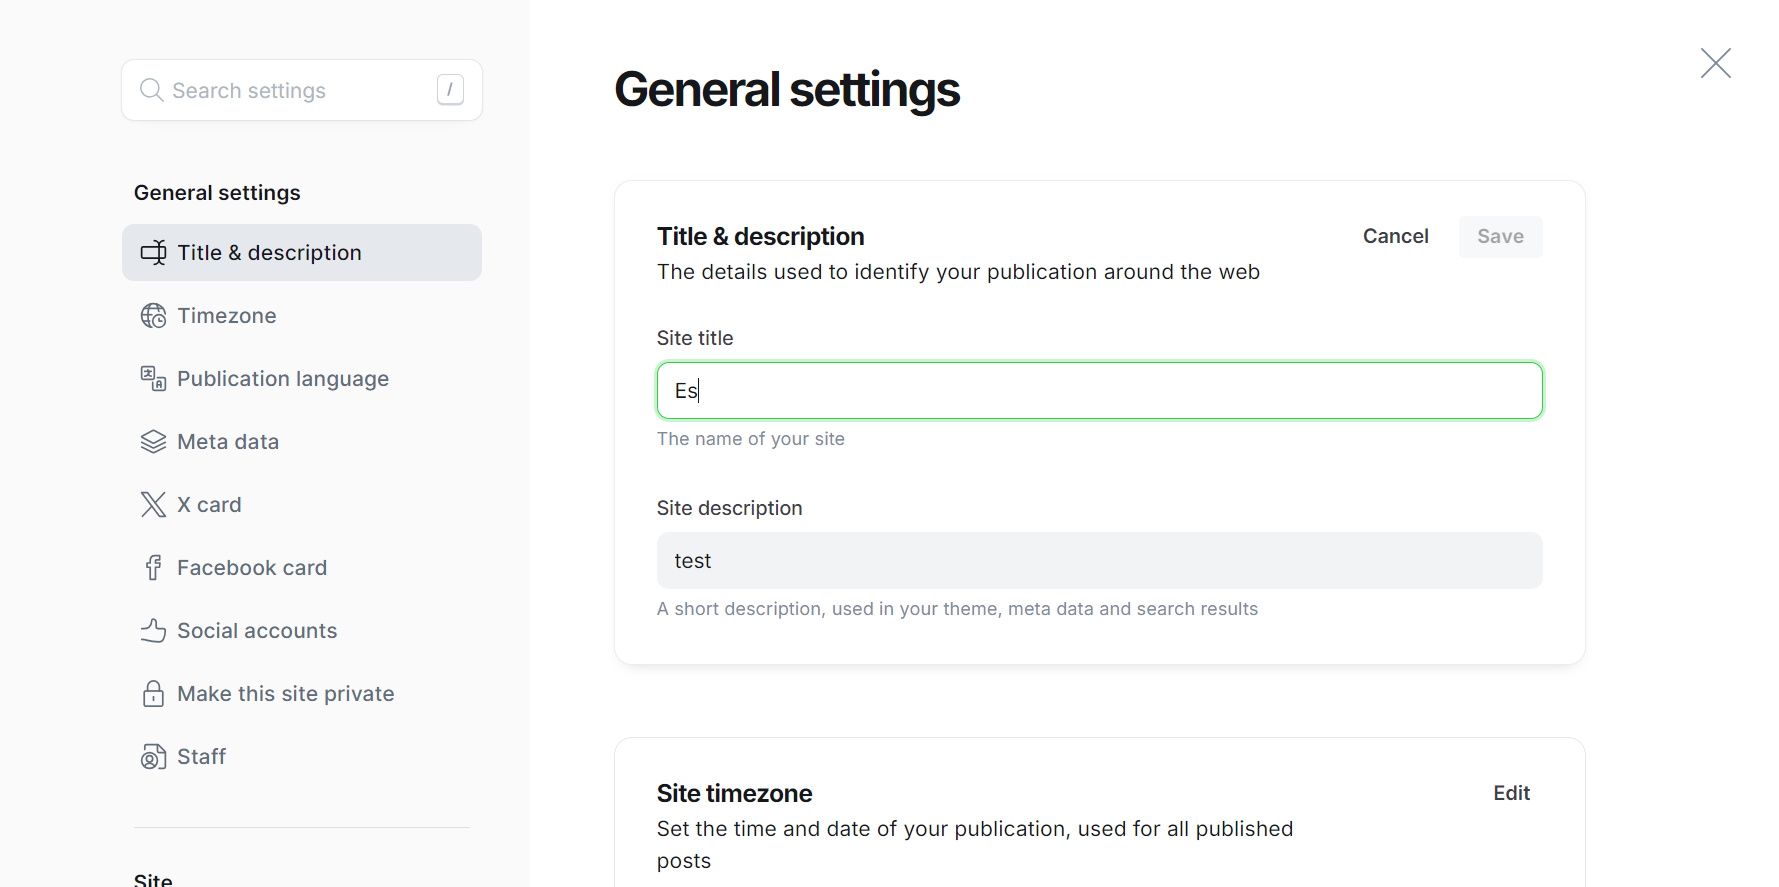 Search settings /
General settings
Title & description
Timezone
Publication language
Meta data
X card
Facebook card
Social accounts
Make this site private
Staff
Site
General settings
Title & description
Cancel Save
The details used to identify your publication around the web
Site title
Es
The name of your site
Site description
test
A short description, used in your theme, meta data and search results
Site timezone
Edit
Set the time and date of your publication, used for all published
posts